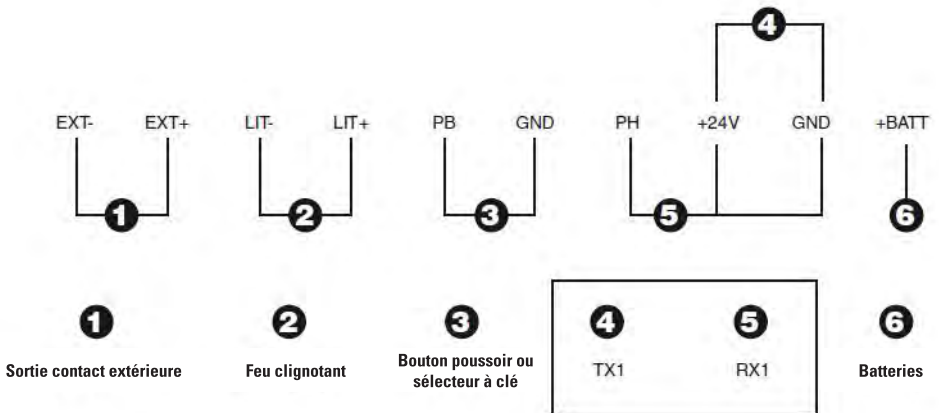 4
EXT- EXT+ LIT- LIT+ PB GND PH +24V GND +BATT
1 2 3 5 6
1 2 3 4 5 6
Sortie contact extérieure Feu clignotant Bouton poussoir ou
sélecteur à clé TX1 RX1 Batteries